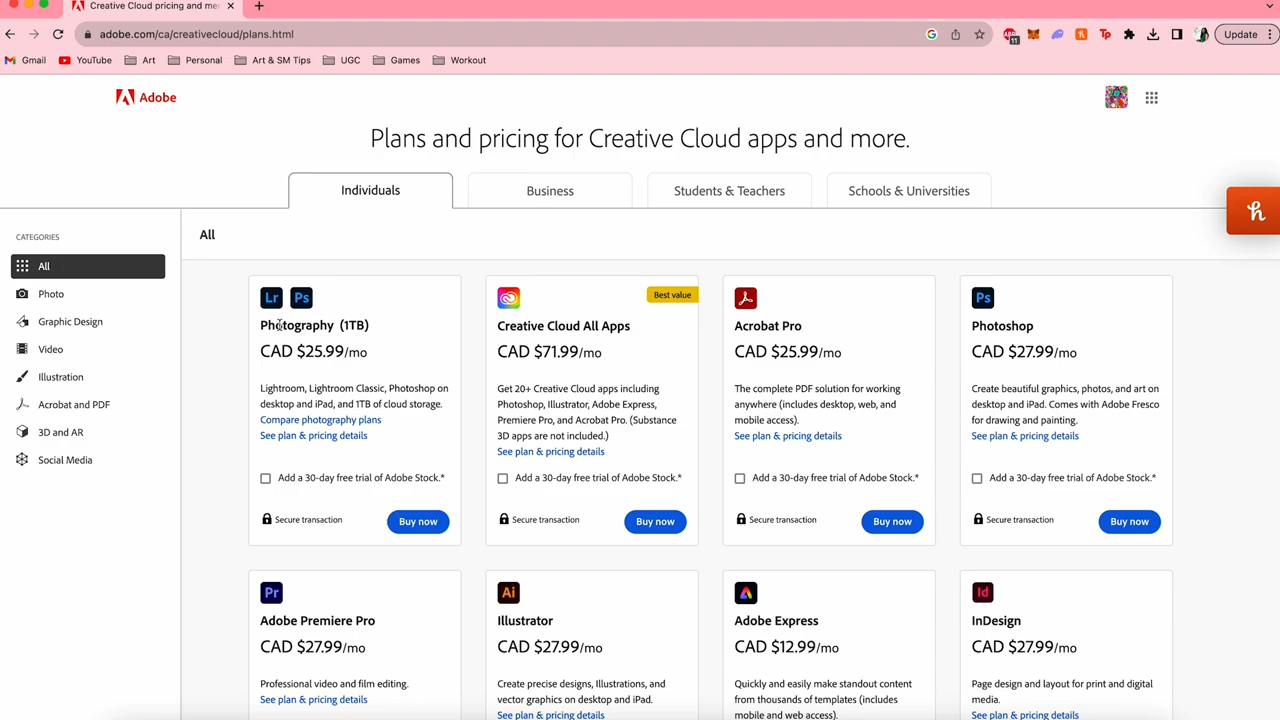 Creative Cloud pricing and me
adobe.com/ca/creativecloud/plans.html
11
Tp
Update
Gmail
YouTube
Art
Personal
Art & SM Tips
UGC
Games
Workout
Adobe
Plans and pricing for Creative Cloud apps and more.
Individuals
Business
Students & Teachers
Schools & Universities
CATEGORIES
All
Photo
Graphic Design
Video
Illustration
Acrobat and PDF
3D and AR
Social Media
All
Lr Ps
Photography (1TB)
CAD $25.99/mo
Lightroom, Lightroom Classic, Photoshop on
desktop and iPad, and 1TB of cloud storage.
Compare photography plans
See plan & pricing details
Add a 30-day free trial of Adobe Stock.*
Secure transaction
Buy now
Best value
Creative Cloud All Apps
CAD $71.99/mo
Get 20+ Creative Cloud apps including
Photoshop, Illustrator, Adobe Express,
Premiere Pro, and Acrobat Pro. (Substance
3D apps are not included.)
See plan & pricing details
Add a 30-day free trial of Adobe Stock.*
Secure transaction
Buy now
Acrobat Pro
CAD $25.99/mo
The complete PDF solution for working
anywhere (includes desktop, web, and
mobile access).
See plan & pricing details
Add a 30-day free trial of Adobe Stock.*
Secure transaction
Buy now
Ps
Photoshop
CAD $27.99/mo
Create beautiful graphics, photos, and art on
desktop and iPad. Comes with Adobe Fresco
for drawing and painting.
See plan & pricing details
Add a 30-day free trial of Adobe Stock.*
Secure transaction
Buy now
Pr
Adobe Premiere Pro
CAD $27.99/mo
Professional video and film editing.
See plan & pricing details
Ai
Illustrator
CAD $27.99/mo
Create precise designs, Illustrations, and
vector graphics on desktop and iPad.
See plan & pricing details
Adobe Express
CAD $12.99/mo
Quickly and easily make standout content
from thousands of templates (includes
mobile and web access).
Id
InDesign
CAD $27.99/mo
Page design and layout for print and digital
media.
See plan & pricing details